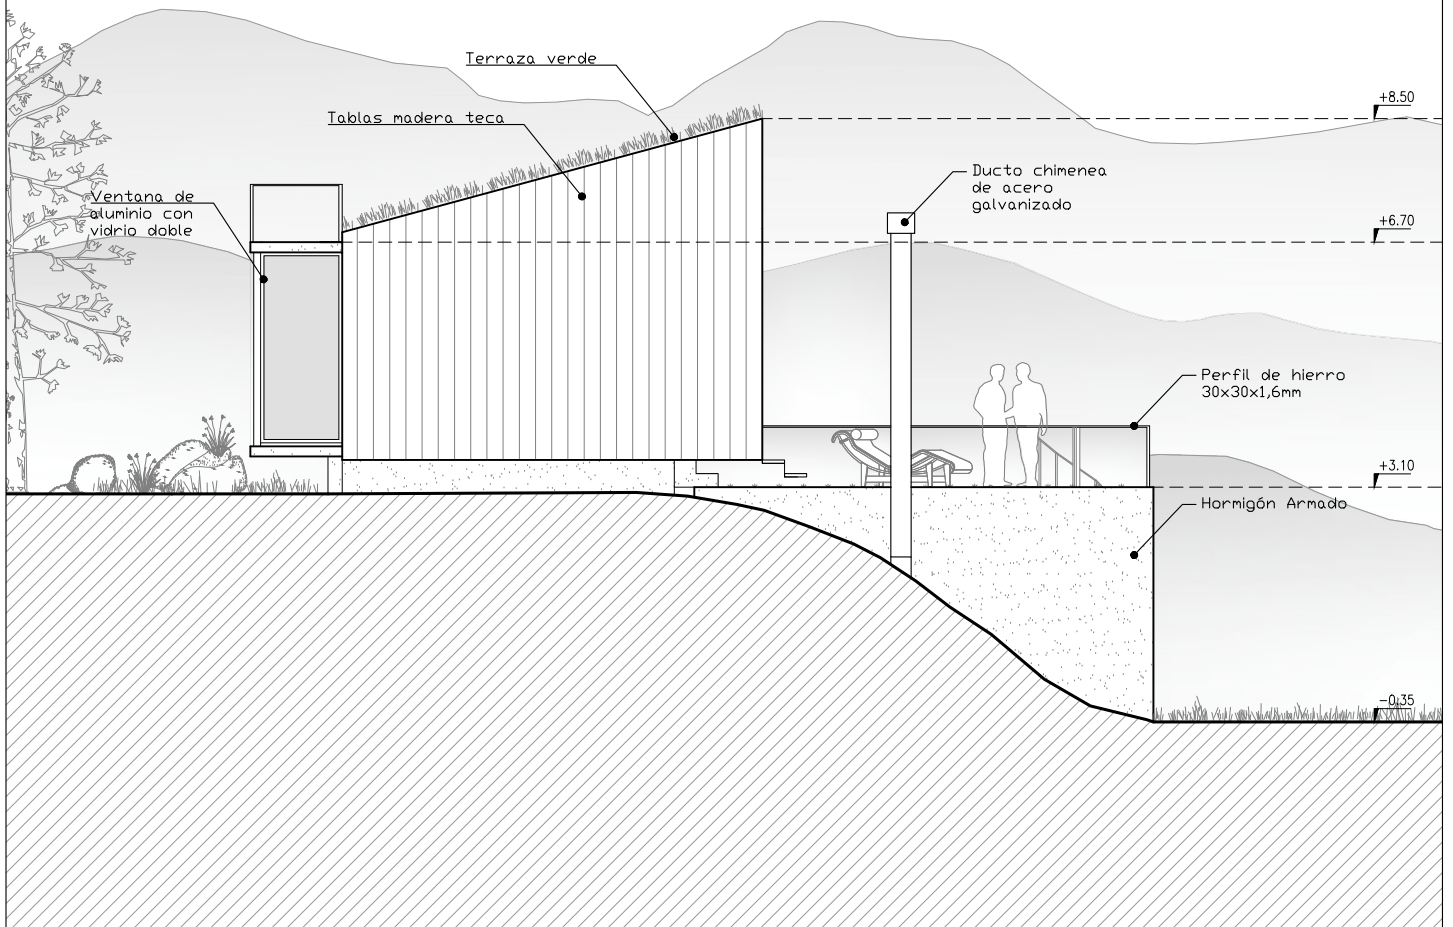 Terraza verde
Tablas madera teca
Ventana de
aluminio con
vidrio doble
Ducto chimenea
de acero
galvanizado
Perfil de hierro
30x30x1,6mm
Hormigón Armado
+8.50
+6.70
+3.10
-0.35